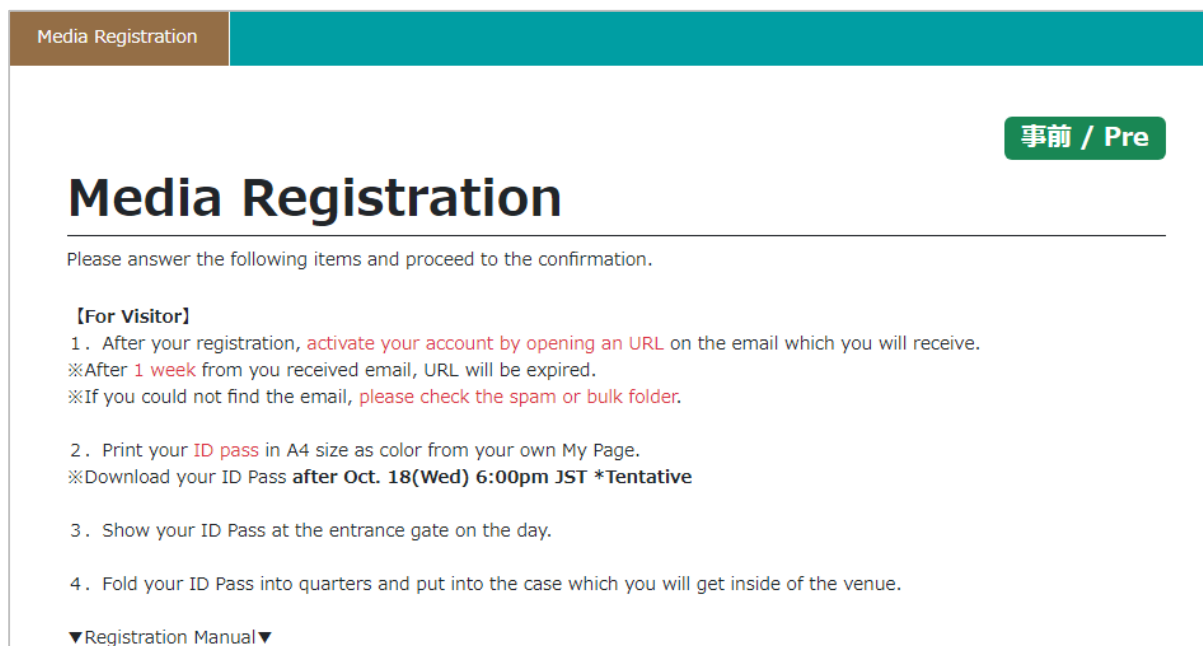 Media Registration
事前 / Pre
Media Registration
Please answer the following items and proceed to the confirmation.
【For Visitor】
１．After your registration, activate your account by opening an URL on the email which you will receive.
※After 1 week from you received email, URL will be expired.
※If you could not find the email, please check the spam or bulk folder.
２．Print your ID pass in A4 size as color from your own My Page.
※Download your ID Pass after Oct. 18(Wed) 6:00pm JST *Tentative
３．Show your ID Pass at the entrance gate on the day.
４．Fold your ID Pass into quarters and put into the case which you will get inside of the venue.
▼Registration Manual▼